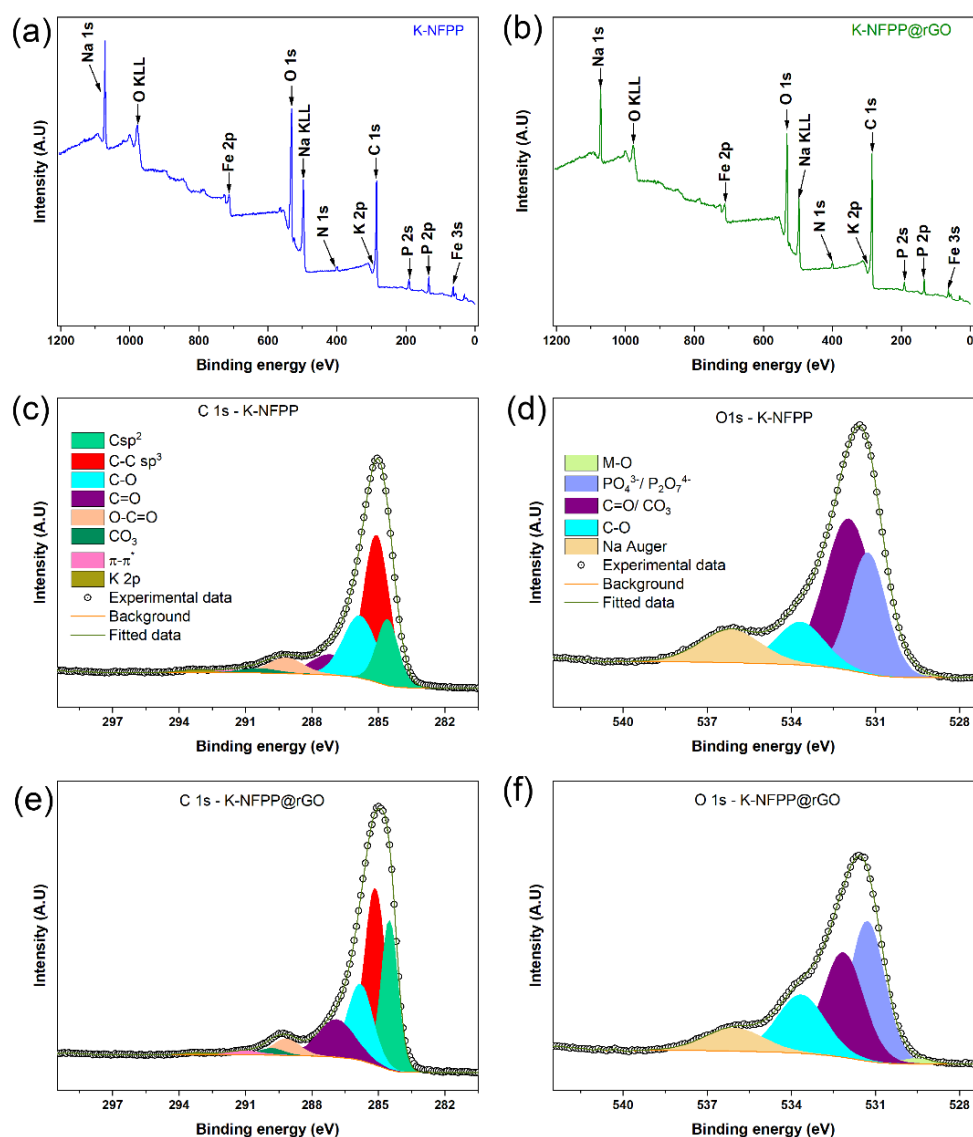 (a)
K-NFPP
Na 1s
O KLL
Fe 2p
O 1s
Na KLL
N 1s
K 2p
C 1s
P 2s
P 2p
Fe 3s
Intensity (A.U)
1200 1000 800 600 400 200 0
Binding energy (eV)
(b)
K-NFPP@rGO
Na 1s
O KLL
Fe 2p
O 1s
Na KLL
N 1s
K 2p
C 1s
P 2s
P 2p
Fe 3s
Intensity (A.U)
1200 1000 800 600 400 200 0
Binding energy (eV)
(c)
C 1s - K-NFPP
Csp²
C-C sp³
C-O
C=O
O-C=O
CO₃
π-π*
K 2p
Experimental data
Background
Fitted data
Intensity (A.U)
297 294 291 288 285 282
Binding energy (eV)
(d)
O1s - K-NFPP
M-O
PO₄³⁻/ P₂O₇⁴⁻
C=O/ CO₃
C-O
Na Auger
Experimental data
Background
Fitted data
Intensity (A.U)
540 537 534 531 528
Binding energy (eV)
(e)
C 1s - K-NFPP@rGO
Intensity (A.U)
297 294 291 288 285 282
Binding energy (eV)
(f)
O 1s - K-NFPP@rGO
Intensity (A.U)
540 537 534 531 528
Binding energy (eV)